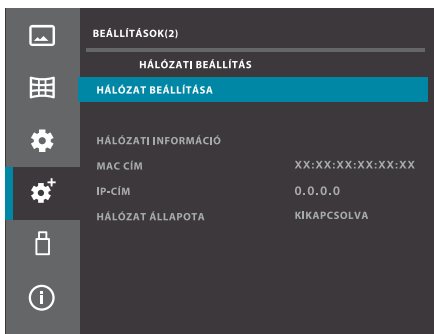 BEÁLLÍTÁSOK(2)
HÁLÓZATI BEÁLLÍTÁS
HÁLÓZAT BEÁLLÍTÁSA
HÁLÓZATI INFORMÁCIÓ
MAC CÍM XX:XX:XX:XX:XX:XX
IP-CÍM 0.0.0.0
HÁLÓZAT ÁLLAPOTA KIKAPCSOLVA